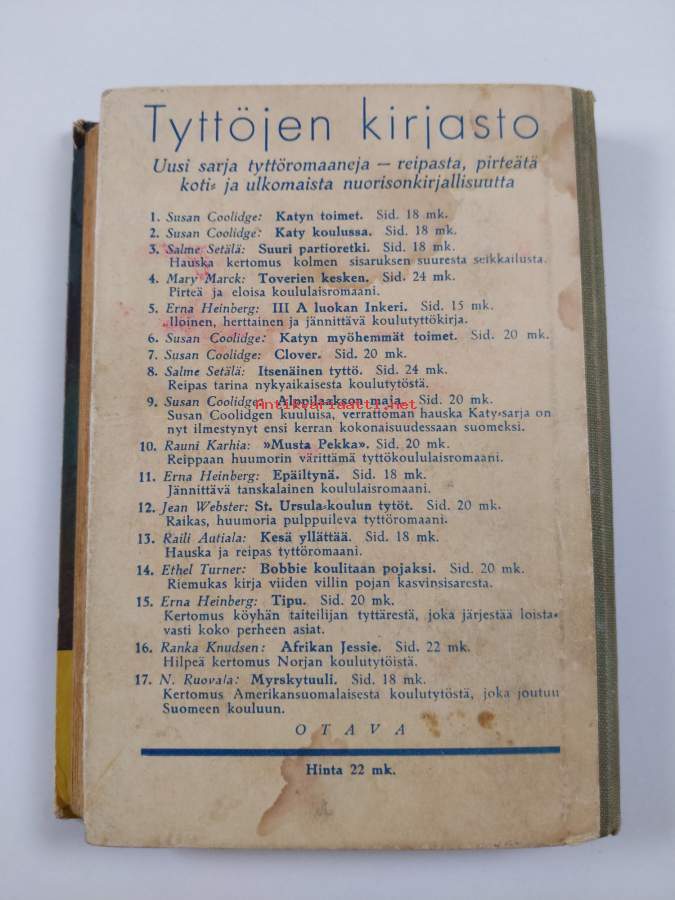 Tyttöjen kirjasto
Uusi sarja tyttöromaaneja — reipasta, pirteätä
koti- ja ulkomaista nuorisonkirjallisuutta
1. Susan Coolidge: Katyn toimet. Sid. 18 mk.
2. Susan Coolidge: Katy koulussa. Sid. 18 mk.
3. Salme Setälä: Suuri partioretki. Sid. 18 mk.
Hauska kertomus kolmen sisaruksen suuresta seikkailusta.
4. Mary Marck: Toverien kesken. Sid. 24 mk.
Pirteä ja eloisa koululaisromaani.
5. Erna Heinberg: III A luokan Inkeri. Sid. 15 mk.
Iloinen, herttainen ja jännittävä koulutyttökirja.
6. Susan Coolidge: Katyn myöhemmät toimet. Sid. 20 mk.
7. Susan Coolidge: Clover. Sid. 20 mk.
8. Salme Setälä: Itsenäinen tyttö. Sid. 24 mk.
Reipas tarina nykyaikaisesta koulutytöstä.
9. Susan Coolidge: Alppilaakson maja. Sid. 20 mk.
Antikvariaatti.net
Susan Coolidgen kuuluisa, verrattoman hauska Katy-sarja on
nyt ilmestynyt ensi kerran kokonaisuudessaan suomeksi.
10. Rauni Karhia: »Musta Pekka». Sid. 20 mk.
Reippaan huumorin värittämä tyttökoululaisromaani.
11. Erna Heinberg: Epäiltynä. Sid. 18 mk.
Jännittävä tanskalainen koululaisromaani.
12. Jean Webster: St. Ursula-koulun tytöt. Sid. 20 mk.
Raikas, huumoria pulppuileva tyttöromaani.
13. Raili Autiala: Kesä yllättää. Sid. 18 mk.
Hauska ja reipas tyttöromaani.
14. Ethel Turner: Bobbie koulitaan pojaksi. Sid. 20 mk.
Riemukas kirja viiden villin pojan kasvinsisaresta.
15. Erna Heinberg: Tipu. Sid. 20 mk.
Kertomus köyhän taiteilijan tyttärestä, joka järjestää loista-
vasti koko perheen asiat.
16. Ranka Knudsen: Afrikan Jessie. Sid. 22 mk.
Hilpeä kertomus Norjan koulutytöistä.
17. N. Ruovala: Myrskytuuli. Sid. 18 mk.
Kertomus Amerikansuomalaisesta koulutytöstä, joka joutuu
Suomeen kouluun.
OTAVA
Hinta 22 mk.